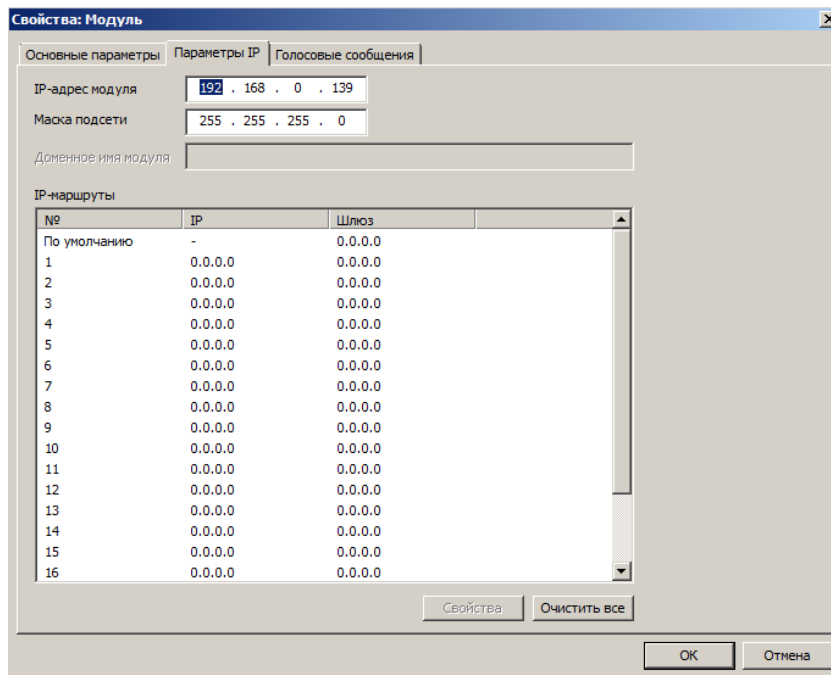 Свойства: Модуль
Основные параметры Параметры IP Голосовые сообщения
IP-адрес модуля 192 . 168 . 0 . 139
Маска подсети 255 . 255 . 255 . 0
Доменное имя модуля
IP-маршруты
№ IP Шлюз
По умолчанию - 0.0.0.0
1 0.0.0.0 0.0.0.0
2 0.0.0.0 0.0.0.0
3 0.0.0.0 0.0.0.0
4 0.0.0.0 0.0.0.0
5 0.0.0.0 0.0.0.0
6 0.0.0.0 0.0.0.0
7 0.0.0.0 0.0.0.0
8 0.0.0.0 0.0.0.0
9 0.0.0.0 0.0.0.0
10 0.0.0.0 0.0.0.0
11 0.0.0.0 0.0.0.0
12 0.0.0.0 0.0.0.0
13 0.0.0.0 0.0.0.0
14 0.0.0.0 0.0.0.0
15 0.0.0.0 0.0.0.0
16 0.0.0.0 0.0.0.0
Свойства Очистить все
OK Отмена